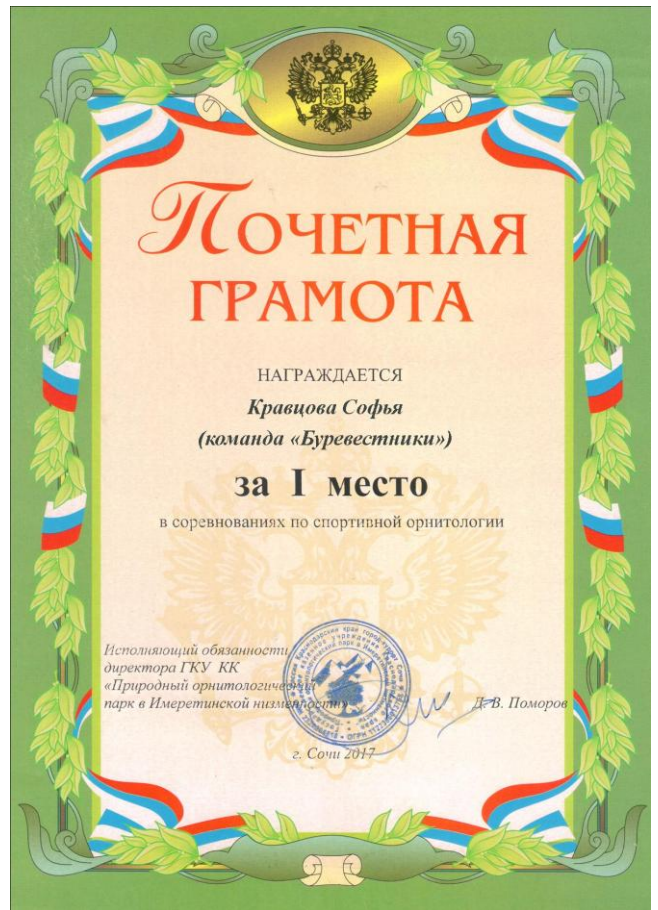 ПОЧЕТНАЯ
ГРАМОТА
НАГРАЖДАЕТСЯ
Кравцова Софья
(команда «Буревестники»)
за I место
в соревнованиях по спортивной орнитологии
Исполняющий обязанности
директора ГКУ КК
«Природный орнитологический
парк в Имеретинской низменности»
Д. В. Поморов
г. Сочи 2017